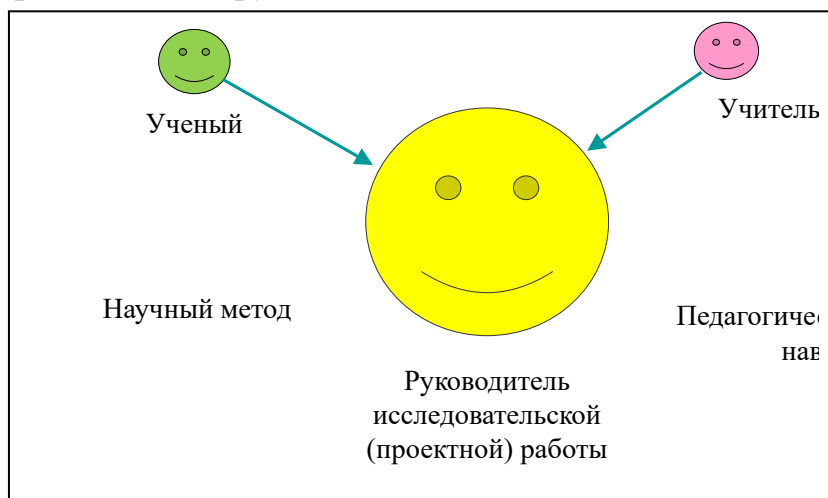 Ученый
Учитель
Научный метод
Руководитель
исследовательской
(проектной) работы